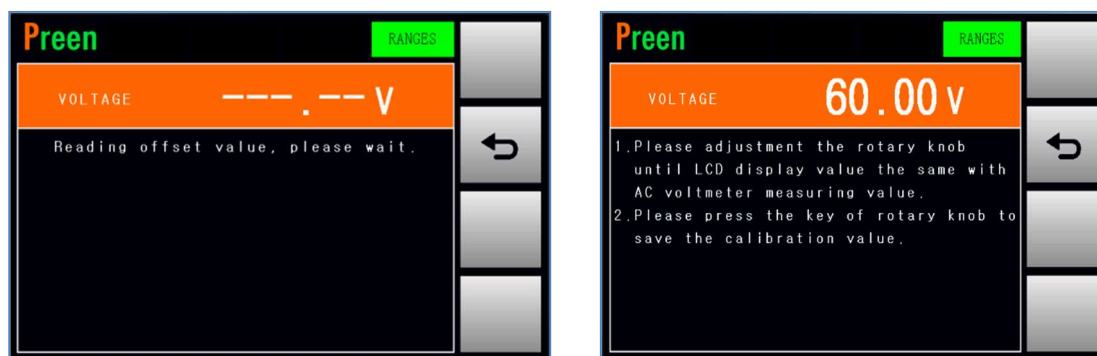 Preen
RANGES
VOLTAGE ---.-- V
Reading offset value, please wait.
Preen
RANGES
VOLTAGE 60.00 V
1.Please adjustment the rotary knob
until LCD display value the same with
AC voltmeter measuring value.
2.Please press the key of rotary knob to
save the calibration value.